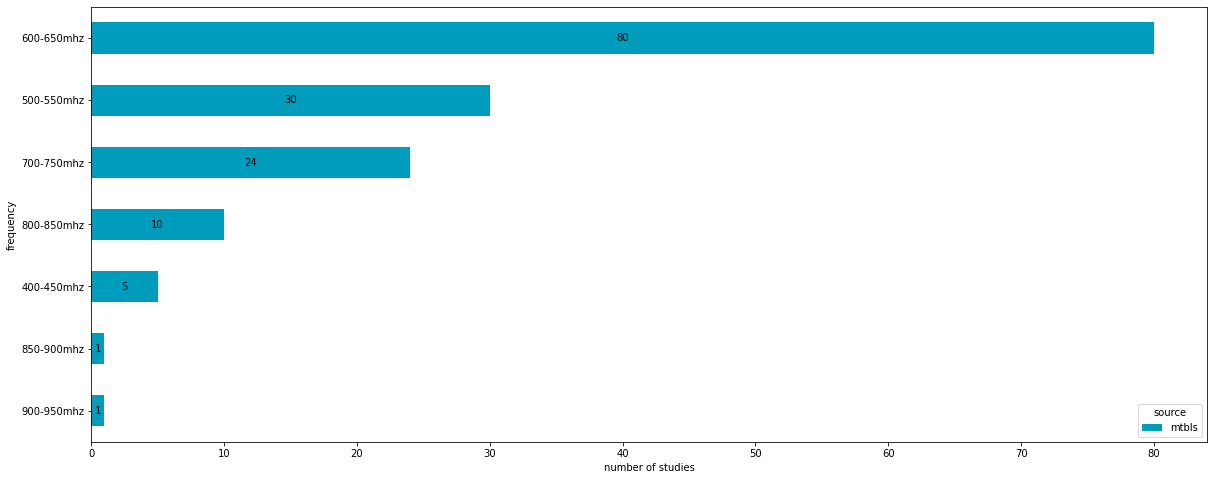 600-650mhz
80
500-550mhz
30
700-750mhz
24
800-850mhz
10
400-450mhz
5
850-900mhz
1
900-950mhz
1
frequency
0 10 20 30 40 50 60 70 80
number of studies
source
mtbls